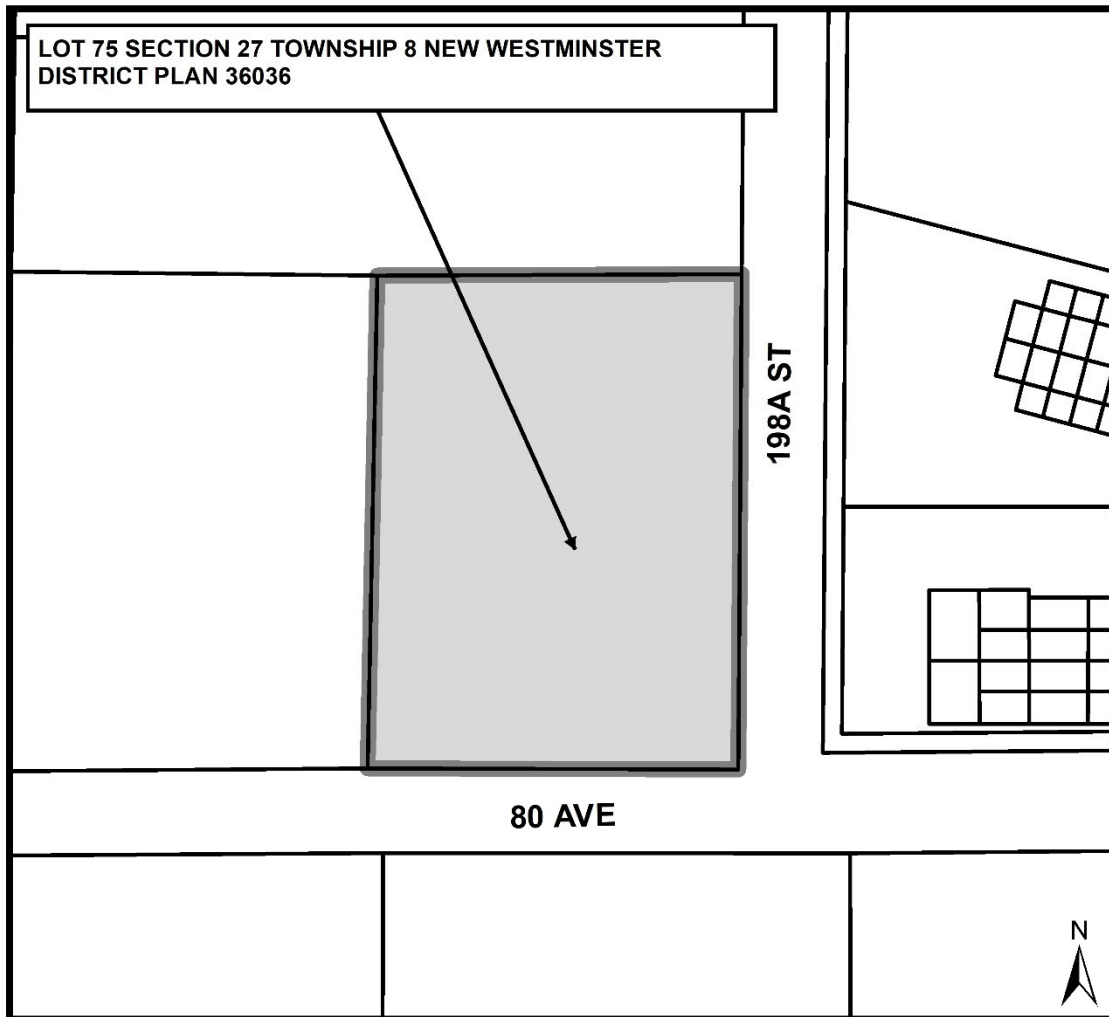 LOT 75 SECTION 27 TOWNSHIP 8 NEW WESTMINSTER
DISTRICT PLAN 36036
198A ST
80 AVE
N